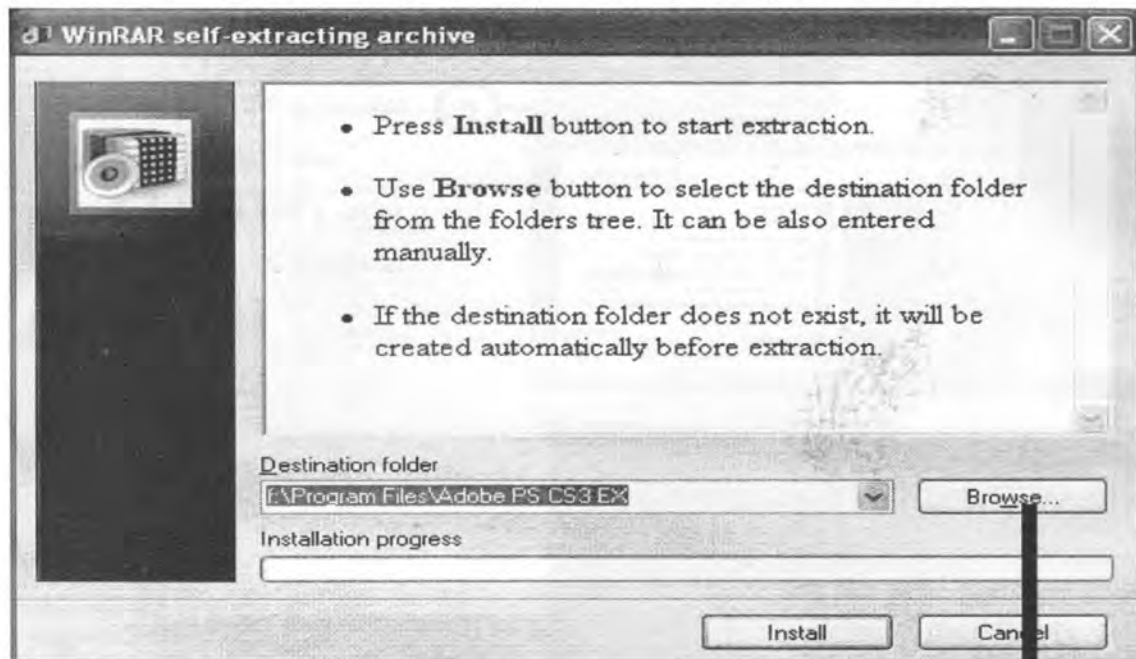 WinRAR self-extracting archive
• Press Install button to start extraction.
• Use Browse button to select the destination folder
from the folders tree. It can be also entered
manually.
• If the destination folder does not exist, it will be
created automatically before extraction.
Destination folder
F:\Program Files\Adobe PS CS3 EX
Browse...
Installation progress
Install
Cancel